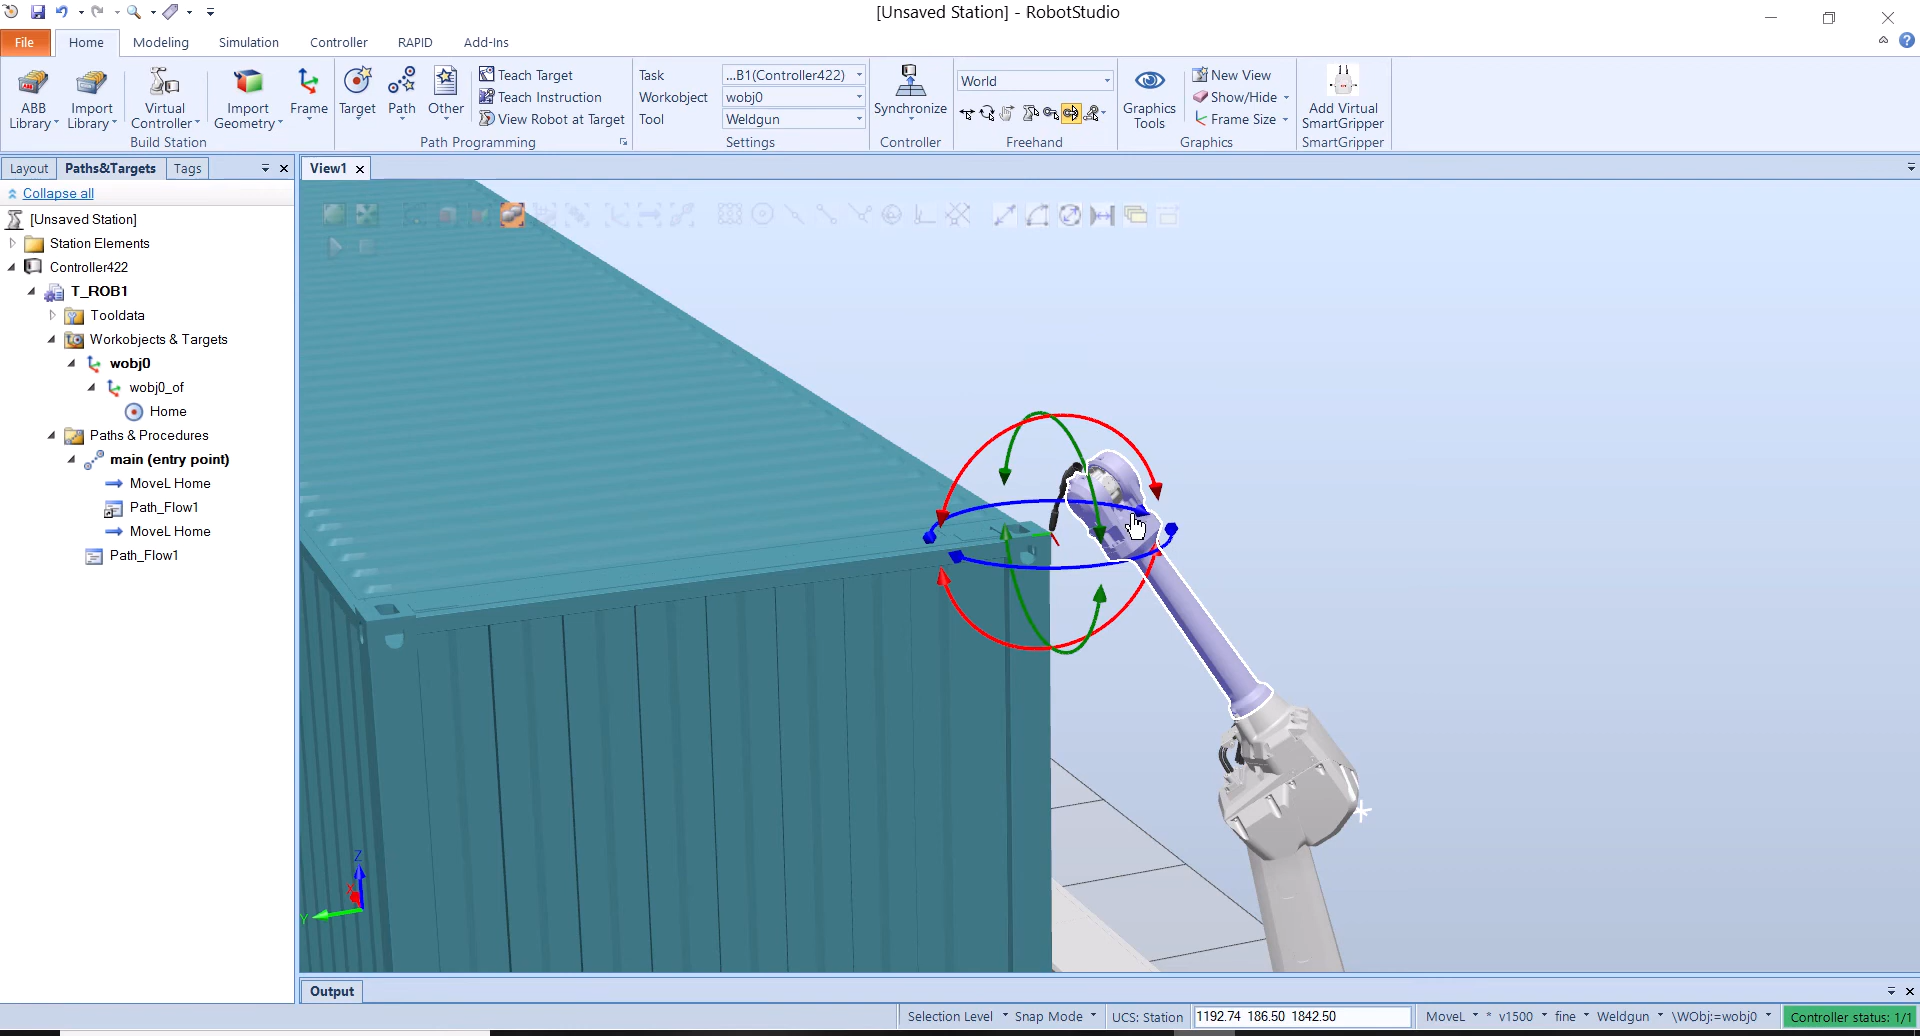 [Unsaved Station] - RobotStudio
File Home Modeling Simulation Controller RAPID Add-Ins
ABB Library
Import Library
Virtual Controller
Import Geometry
Frame
Build Station
Target
Path
Other
Teach Target
Teach Instruction
View Robot at Target
Path Programming
Task ...B1(Controller422)
Workobject wobj0
Tool Weldgun
Settings
Synchronize
Controller
World
Freehand
Graphics Tools
New View
Show/Hide
Frame Size
Graphics
Add Virtual SmartGripper
SmartGripper
Layout Paths&Targets Tags
View1
Collapse all
[Unsaved Station]
Station Elements
Controller422
T_ROB1
Tooldata
Workobjects & Targets
wobj0
wobj0_of
Home
Paths & Procedures
main (entry point)
MoveL Home
Path_Flow1
MoveL Home
Path_Flow1
Z
X
Y
Output
Selection Level Snap Mode UCS: Station 1192.74 186.50 1842.50 MoveL * v1500 fine Weldgun \WObj:=wobj0 Controller status: 1/1